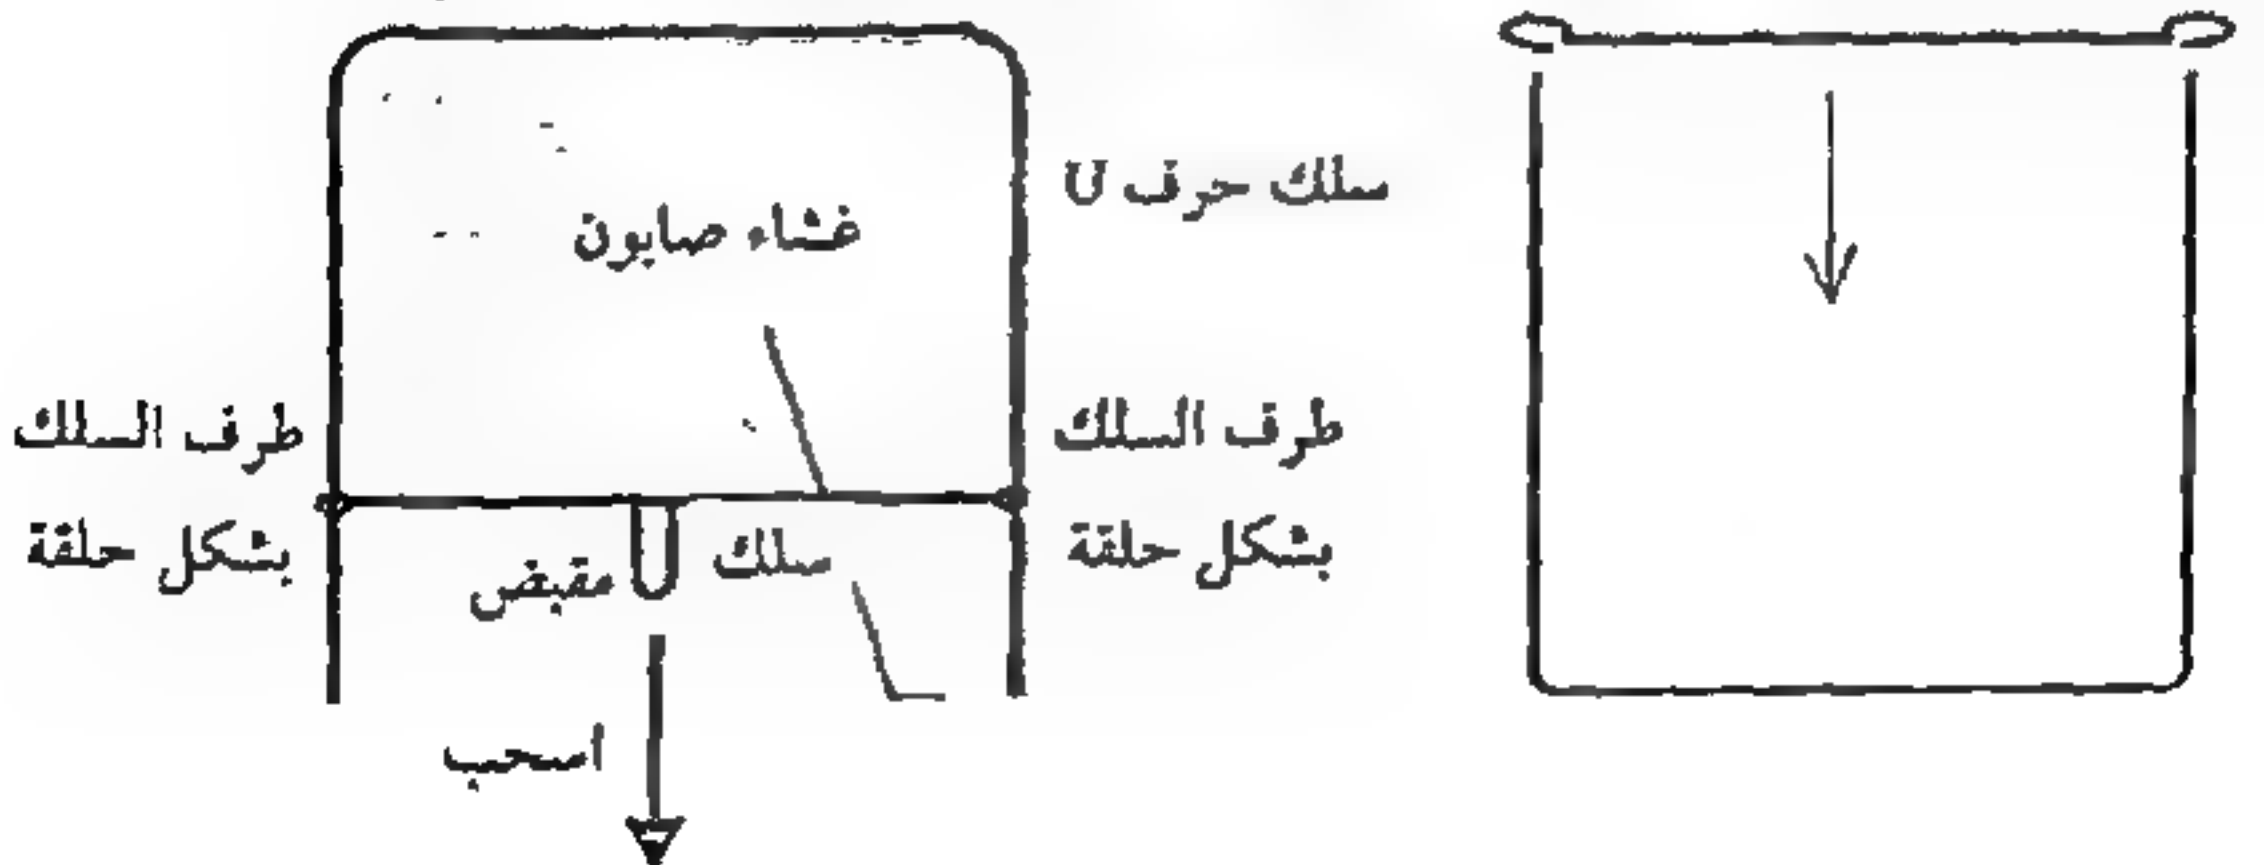 سلك حرف U
غشاء صابون
طرف السلك
بشكل حلقة
طرف السلك
بشكل حلقة
سلك
مقبض
اسحب